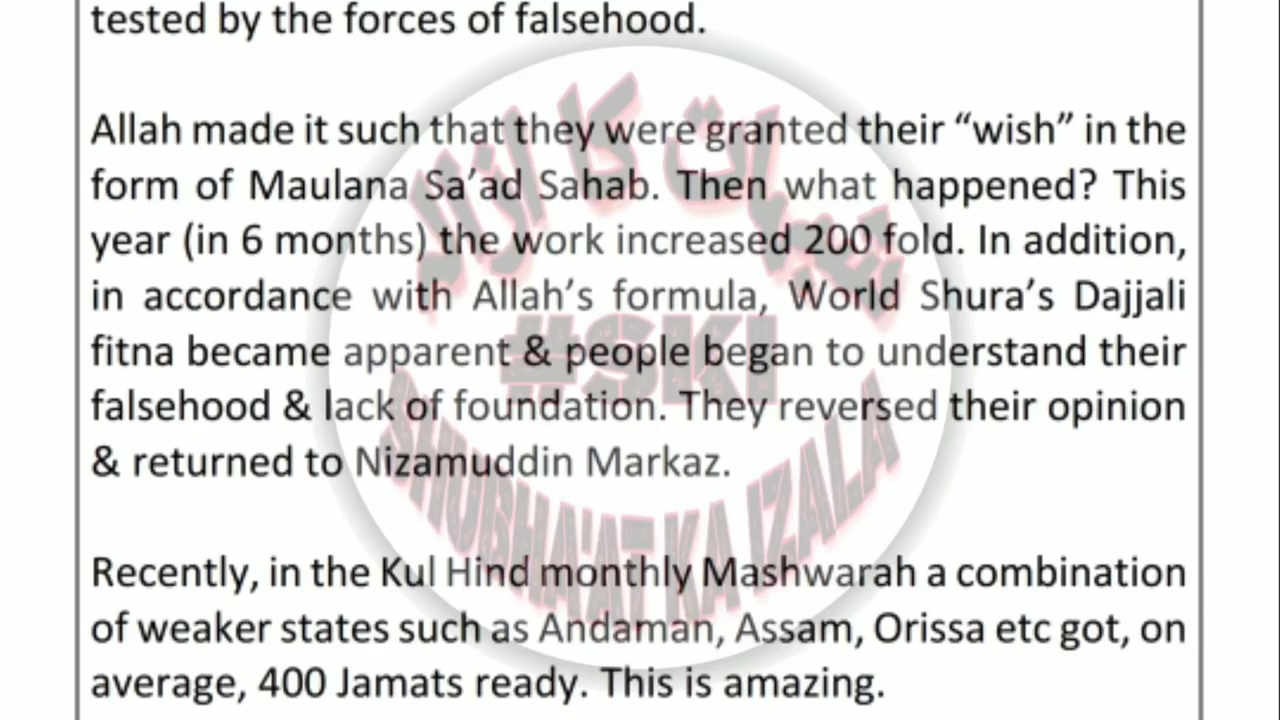 tested by the forces of falsehood.
Allah made it such that they were granted their “wish” in the
form of Maulana Sa’ad Sahab. Then what happened? This
year (in 6 months) the work increased 200 fold. In addition,
in accordance with Allah’s formula, World Shura’s Dajjali
fitna became apparent & people began to understand their
falsehood & lack of foundation. They reversed their opinion
& returned to Nizamuddin Markaz.
Recently, in the Kul Hind monthly Mashwarah a combination
of weaker states such as Andaman, Assam, Orissa etc got, on
average, 400 Jamats ready. This is amazing.
شبہات کا ازالہ
#SKI
SHUBHA'AT KA IZALA